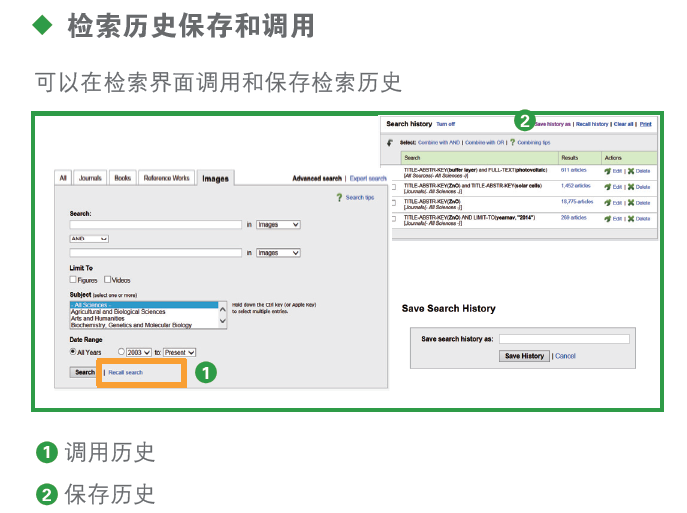 检索历史保存和调用
可以在检索界面调用和保存检索历史
2
Search history Turn off
Save history as | Recall history | Clear all | Print
Select: Combine with AND | Combine with OR | ? Combining tips
Search Results Actions
TITLE-ABSTR-KEY(buffer layer) and FULL-TEXT(photovoltaic) 911 articles Edit | Delete
[All Sources(- All Sciences -)]
TITLE-ABSTR-KEY(ZnO) and TITLE-ABSTR-KEY(solar cells) 1,452 articles Edit | Delete
[Journals(- All Sciences -)]
TITLE-ABSTR-KEY(ZnO) 18,775 articles Edit | Delete
[Journals(- All Sciences -)]
TITLE-ABSTR-KEY(ZnO) AND LIMIT-TO(yearnav, "2014") 269 articles Edit | Delete
[Journals(- All Sciences -)]
All Journals Books Reference Works Images
Advanced search | Expert search
? Search tips
Search:
in Images
AND
in Images
Limit To
Figures Videos
Subject (select one or more)
- All Sciences -
Agricultural and Biological Sciences
Arts and Humanities
Biochemistry, Genetics and Molecular Biology
Hold down the Ctrl key (or Apple Key)
to select multiple entries.
Date Range
All Years 2003 to: Present
Search | Recall search
1
Save Search History
Save search history as:
Save History | Cancel
1 调用历史
2 保存历史